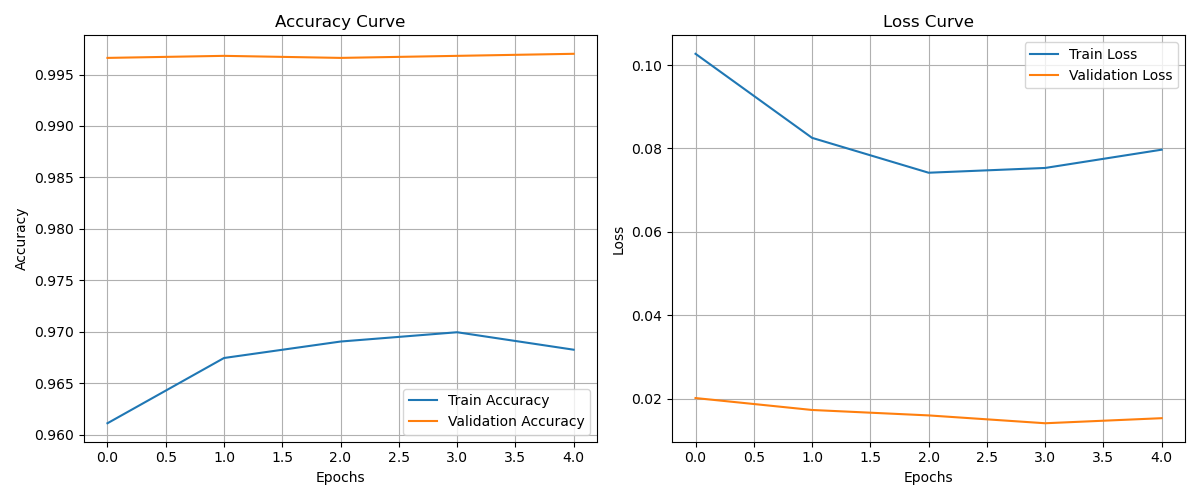 Accuracy Curve
0.995
0.990
0.985
0.980
0.975
0.970
0.965
0.960
Accuracy
Train Accuracy
Validation Accuracy
0.0 0.5 1.0 1.5 2.0 2.5 3.0 3.5 4.0
Epochs
Loss Curve
0.10
0.08
0.06
0.04
0.02
Loss
Train Loss
Validation Loss
0.0 0.5 1.0 1.5 2.0 2.5 3.0 3.5 4.0
Epochs